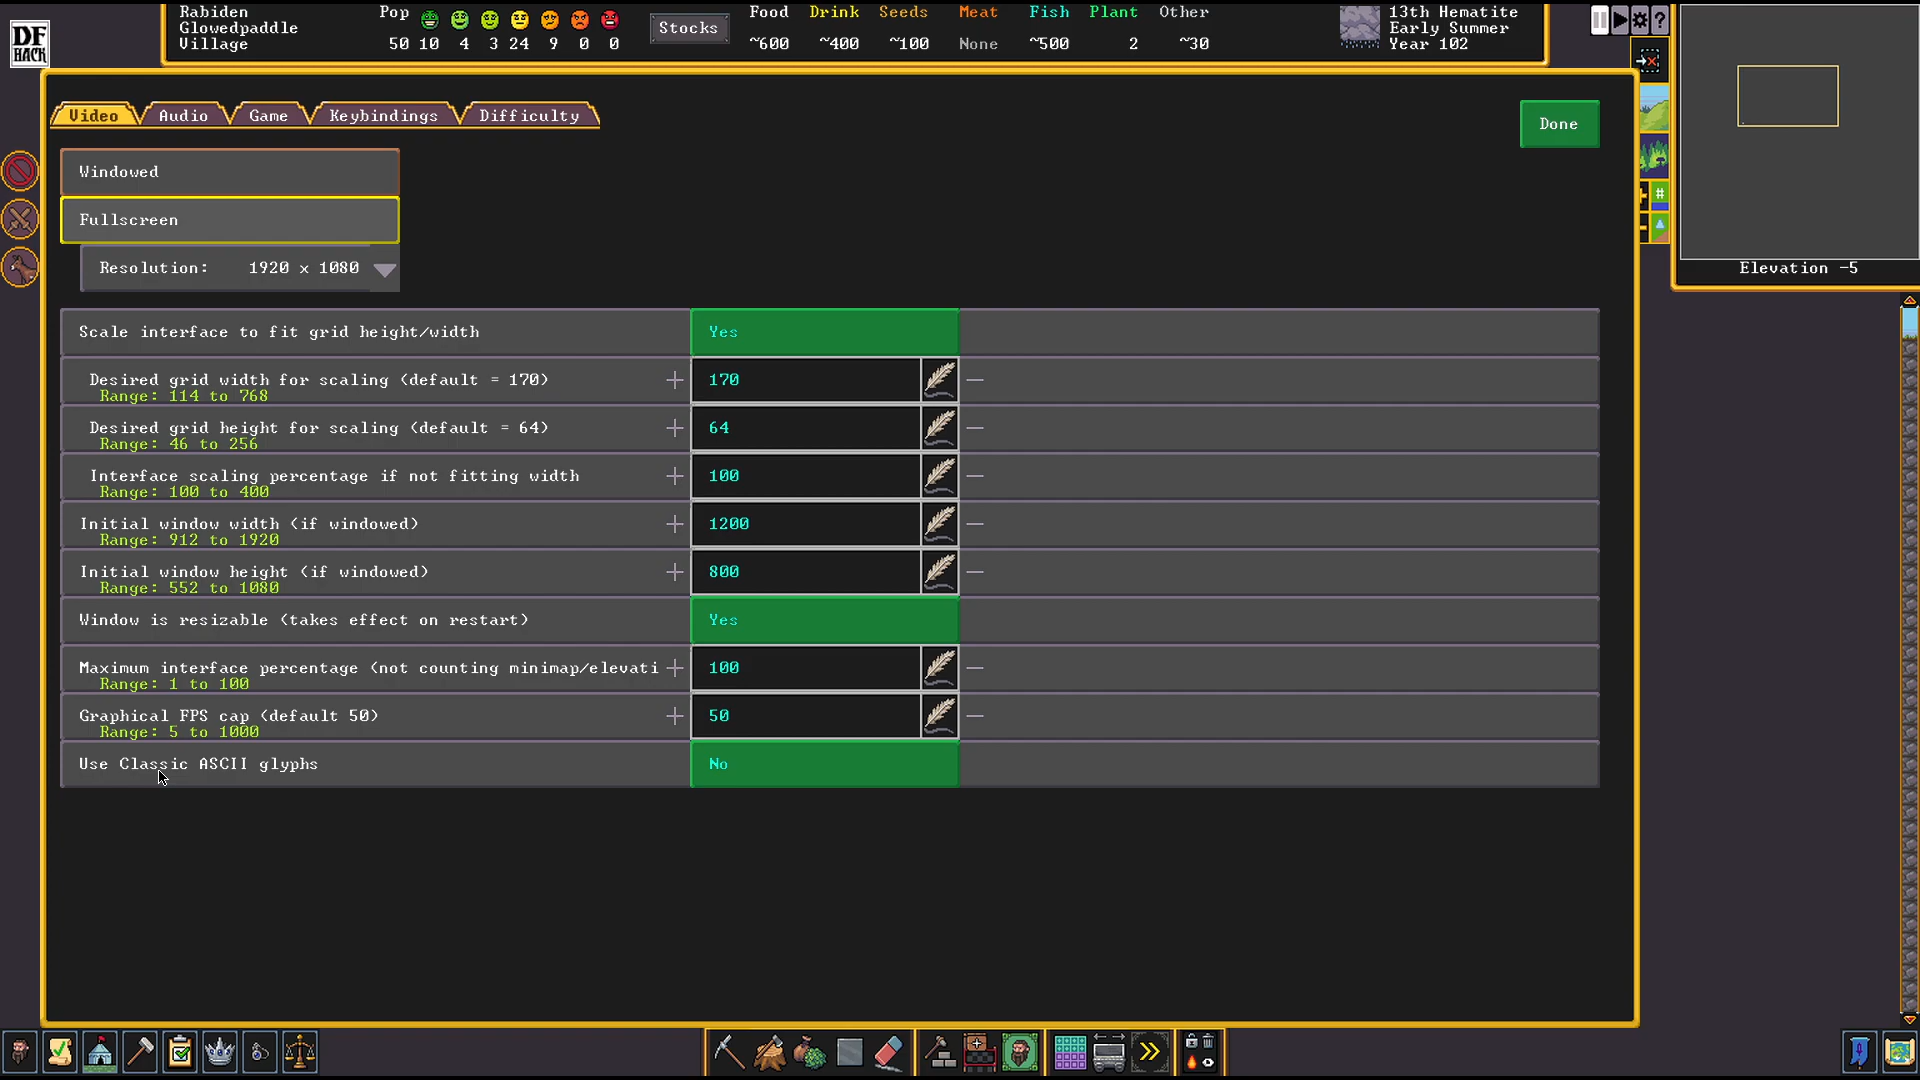 DF
HACK
Rabiden
Glowedpaddle
Village
Pop
50 10 4 3 24 9 0 0
Stocks
Food Drink Seeds Meat Fish Plant Other
~600 ~400 ~100 None ~500 2 ~30
13th Hematite
Early Summer
Year 102
?
Video Audio Game Keybindings Difficulty
Done
Windowed
Fullscreen
Resolution: 1920 x 1080
Elevation -5
Scale interface to fit grid height/width Yes
Desired grid width for scaling (default = 170) + 170 -
Range: 114 to 768
Desired grid height for scaling (default = 64) + 64 -
Range: 46 to 256
Interface scaling percentage if not fitting width + 100 -
Range: 100 to 400
Initial window width (if windowed) + 1200 -
Range: 912 to 1920
Initial window height (if windowed) + 800 -
Range: 552 to 1080
Window is resizable (takes effect on restart) Yes
Maximum interface percentage (not counting minimap/elevati + 100 -
Range: 1 to 100
Graphical FPS cap (default 50) + 50 -
Range: 5 to 1000
Use Classic ASCII glyphs No